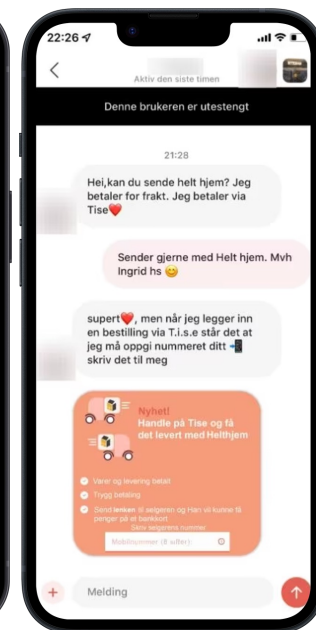 22:26
Aktiv den siste timen
Denne brukeren er utestengt
21:28
Hei,kan du sende helt hjem? Jeg
betaler for frakt. Jeg betaler via
Tise❤️
Sender gjerne med Helt hjem. Mvh
Ingrid hs 😊
supert❤️, men når jeg legger inn
en bestilling via T.i.s.e står det at
jeg må oppgi nummeret ditt 📲
skriv det til meg
Nyhet!
Handle på Tise og få
det levert med Helthjem
Varer og levering betalt
Trygg betaling
Send lenken til selgeren og Han vil kunne få
penger på et banksort
Skriv selgerens nummer
Mobilnummer (8 siffer):
Melding